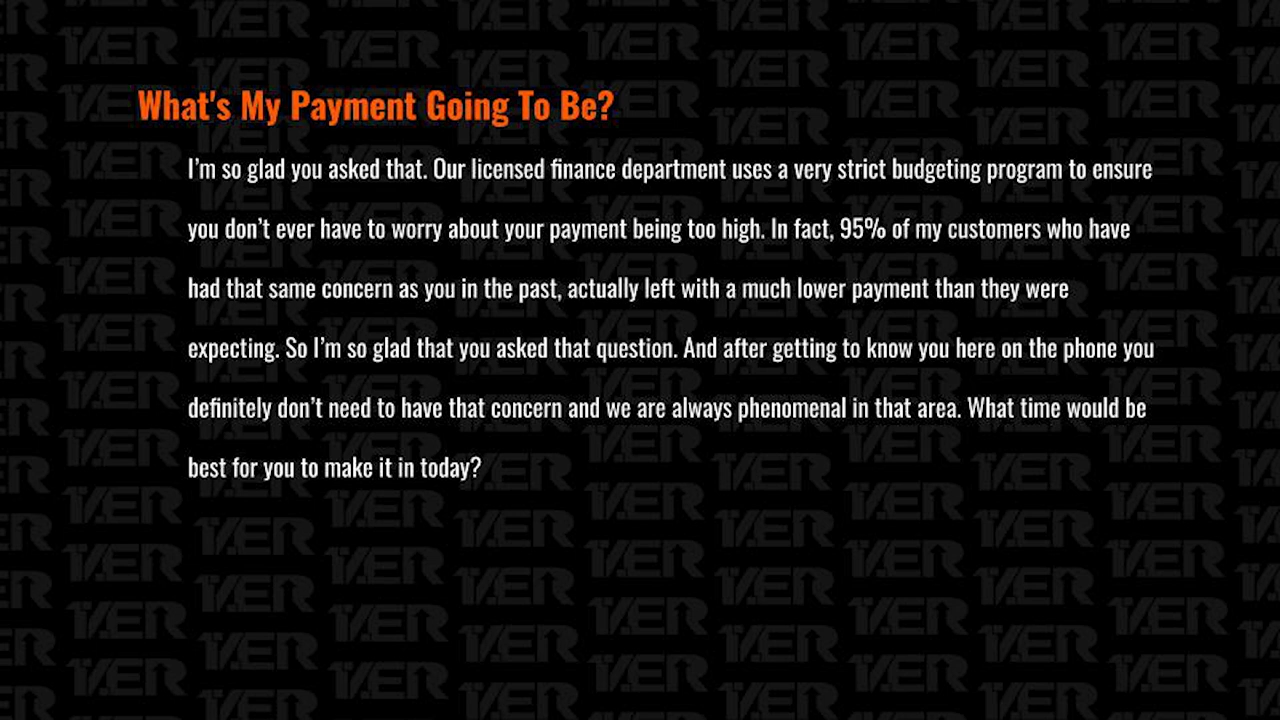 What's My Payment Going To Be?
I’m so glad you asked that. Our licensed finance department uses a very strict budgeting program to ensure
you don’t ever have to worry about your payment being too high. In fact, 95% of my customers who have
had that same concern as you in the past, actually left with a much lower payment than they were
expecting. So I’m so glad that you asked that question. And after getting to know you here on the phone you
definitely don’t need to have that concern and we are always phenomenal in that area. What time would be
best for you to make it in today?